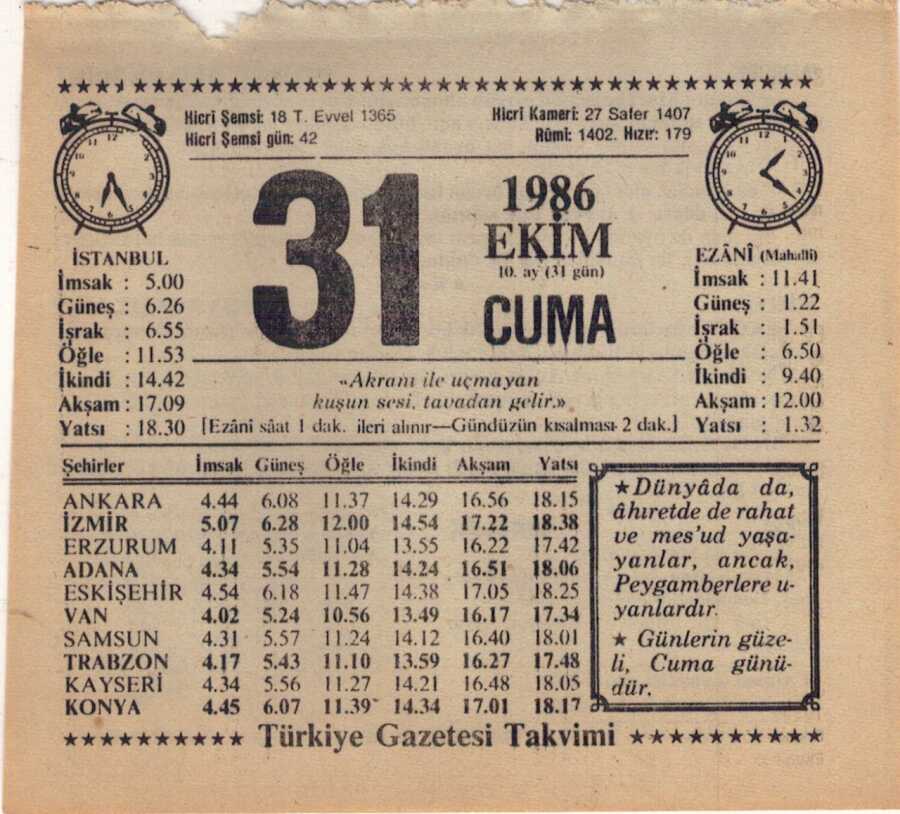 Hicrî Şemsî: 18 T. Evvel 1365
Hicrî Şemsî gün: 42
Hicrî Kamerî: 27 Safer 1407
Rûmî: 1402. Hızır: 179
31
1986
EKİM
10. ay (31 gün)
CUMA
İSTANBUL
İmsak : 5.00
Güneş : 6.26
İşrak : 6.55
Öğle : 11.53
İkindi : 14.42
Akşam : 17.09
Yatsı : 18.30
EZÂNÎ (Mahallî)
İmsak : 11.41
Güneş : 1.22
İşrak : 1.51
Öğle : 6.50
İkindi : 9.40
Akşam : 12.00
Yatsı : 1.32
«Akranı ile uçmayan
kuşun sesi, tavadan gelir.»
[Ezânî sâat 1 dak. ileri alınır—Gündüzün kısalması 2 dak.]
Şehirler İmsak Güneş Öğle İkindi Akşam Yatsı
ANKARA 4.44 6.08 11.37 14.29 16.56 18.15
İZMİR 5.07 6.28 12.00 14.54 17.22 18.38
ERZURUM 4.11 5.35 11.04 13.55 16.22 17.42
ADANA 4.34 5.54 11.28 14.24 16.51 18.06
ESKİŞEHİR 4.54 6.18 11.47 14.38 17.05 18.25
VAN 4.02 5.24 10.56 13.49 16.17 17.34
SAMSUN 4.31 5.57 11.24 14.12 16.40 18.01
TRABZON 4.17 5.43 11.10 13.59 16.27 17.48
KAYSERİ 4.34 5.56 11.27 14.21 16.48 18.05
KONYA 4.45 6.07 11.39 14.34 17.01 18.17
★Dünyâda da,
âhıretde de rahat
ve mes'ud yaşa-
yanlar, ancak,
Peygamberlere u-
yanlardır.
★ Günlerin güze-
li, Cuma günü-
dür.
★★★★★★★★★★ Türkiye Gazetesi Takvimi ★★★★★★★★★★